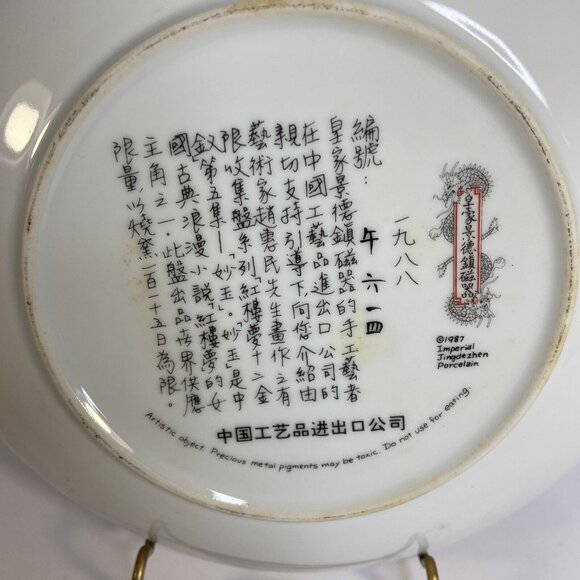 一九八八
編號：午 六一四
皇家景德鎮磁器的手工藝者
在中國工藝品進出口公司的
親切支持引導下，向您介紹由
藝術家趙惠民先生畫作之有
限收集盤系列「紅樓夢十二金
釵」第五集—妙玉。妙玉是中
國古典浪漫小說「紅樓夢」的女
主角之一。此盤出品世界供應
限量，以燒窯一百一十五日為限。
皇家景德鎮磁器
©1987
Imperial
Jingdezhen
Porcelain
中国工艺品进出口公司
Artistic object. Precious metal pigments may be toxic. Do not use for eating.